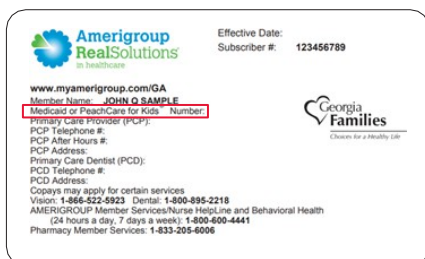 Amerigroup
RealSolutions
in healthcare
Effective Date:
Subscriber #: 123456789
www.myamerigroup.com/GA
Member Name: JOHN Q SAMPLE
Medicaid or PeachCare for Kids™ Number:
Primary Care Provider (PCP):
PCP Telephone #:
PCP After Hours #:
PCP Address:
Primary Care Dentist (PCD):
PCD Telephone #:
PCD Address:
Copays may apply for certain services
Vision: 1-866-522-5923 Dental: 1-800-895-2218
AMERIGROUP Member Services/Nurse HelpLine and Behavioral Health
(24 hours a day, 7 days a week): 1-800-600-4441
Pharmacy Member Services: 1-833-205-6006
Georgia
Families
Choices for a Healthy Life